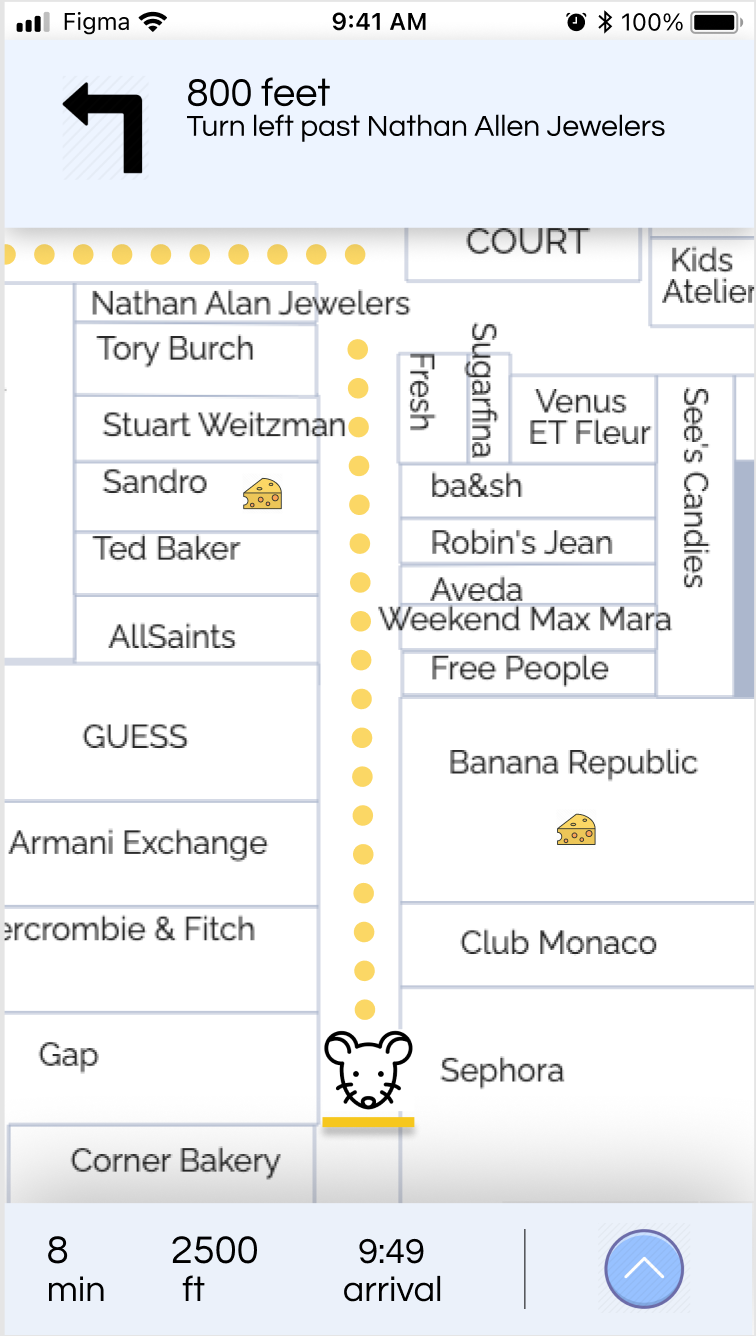 Figma
9:41 AM
100%
800 feet
Turn left past Nathan Allen Jewelers
COURT
Kids
Atelier
Nathan Alan Jewelers
Tory Burch
Stuart Weitzman
Sandro
Ted Baker
AllSaints
Fresh
Sugarfina
Venus
ET Fleur
See's Candies
ba&sh
Robin's Jean
Aveda
Weekend Max Mara
Free People
GUESS
Banana Republic
Armani Exchange
ercrombie & Fitch
Club Monaco
Gap
Sephora
Corner Bakery
8
min
2500
ft
9:49
arrival